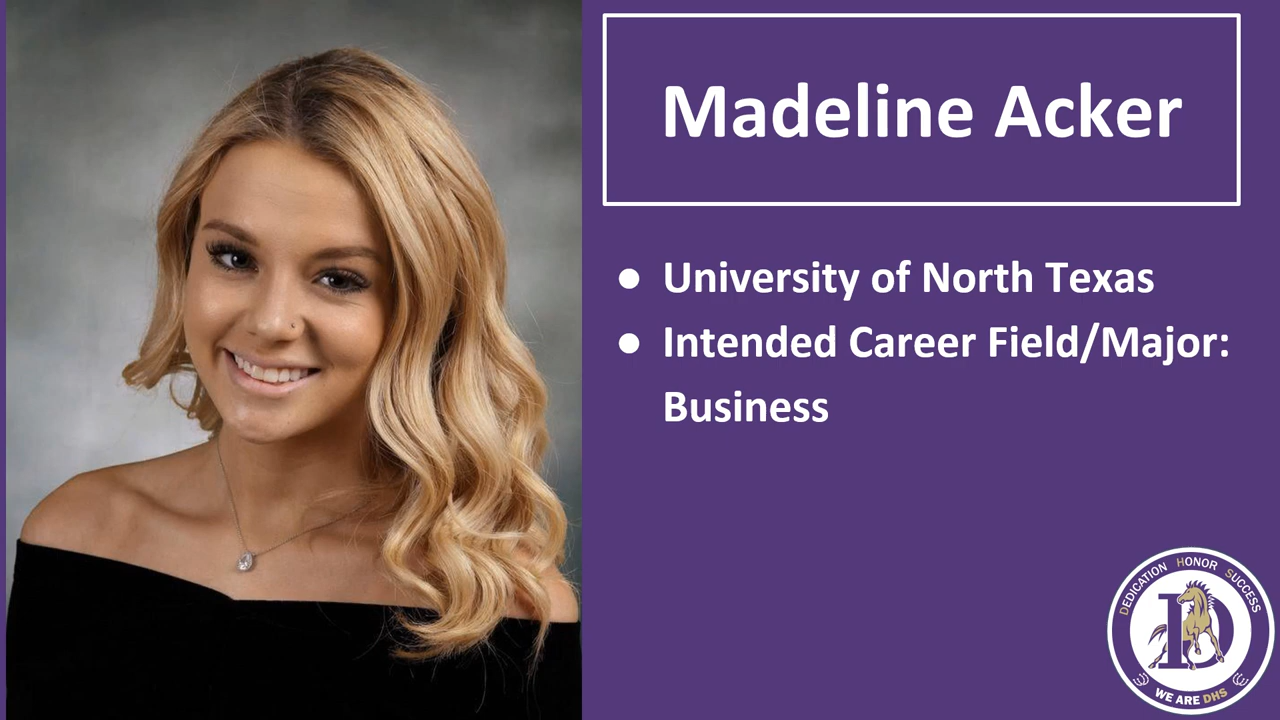 Madeline Acker
● University of North Texas
● Intended Career Field/Major:
Business
DEDICATION HONOR SUCCESS
D
WE ARE DHS